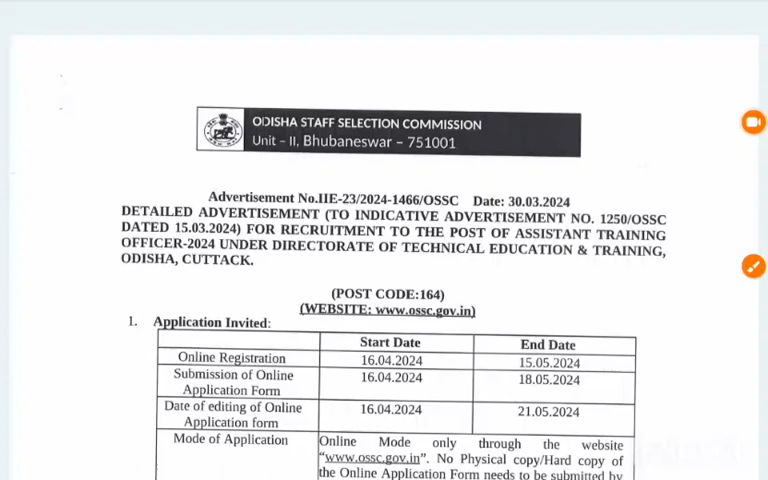 ODISHA STAFF SELECTION COMMISSION
Unit – II, Bhubaneswar – 751001
Advertisement No.IIE-23/2024-1466/OSSC Date: 30.03.2024
DETAILED ADVERTISEMENT (TO INDICATIVE ADVERTISEMENT NO. 1250/OSSC
DATED 15.03.2024) FOR RECRUITMENT TO THE POST OF ASSISTANT TRAINING
OFFICER-2024 UNDER DIRECTORATE OF TECHNICAL EDUCATION & TRAINING,
ODISHA, CUTTACK.
(POST CODE:164)
(WEBSITE: www.ossc.gov.in)
1. Application Invited:
Start Date End Date
Online Registration 16.04.2024 15.05.2024
Submission of Online Application Form 16.04.2024 18.05.2024
Date of editing of Online Application form 16.04.2024 21.05.2024
Mode of Application Online Mode only through the website
“www.ossc.gov.in”. No Physical copy/Hard copy of
the Online Application Form needs to be submitted by